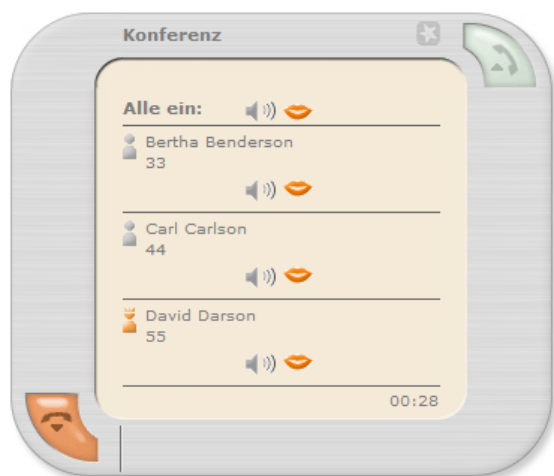 Konferenz
Alle ein:
Bertha Benderson
33
Carl Carlson
44
David Darson
55
00:28